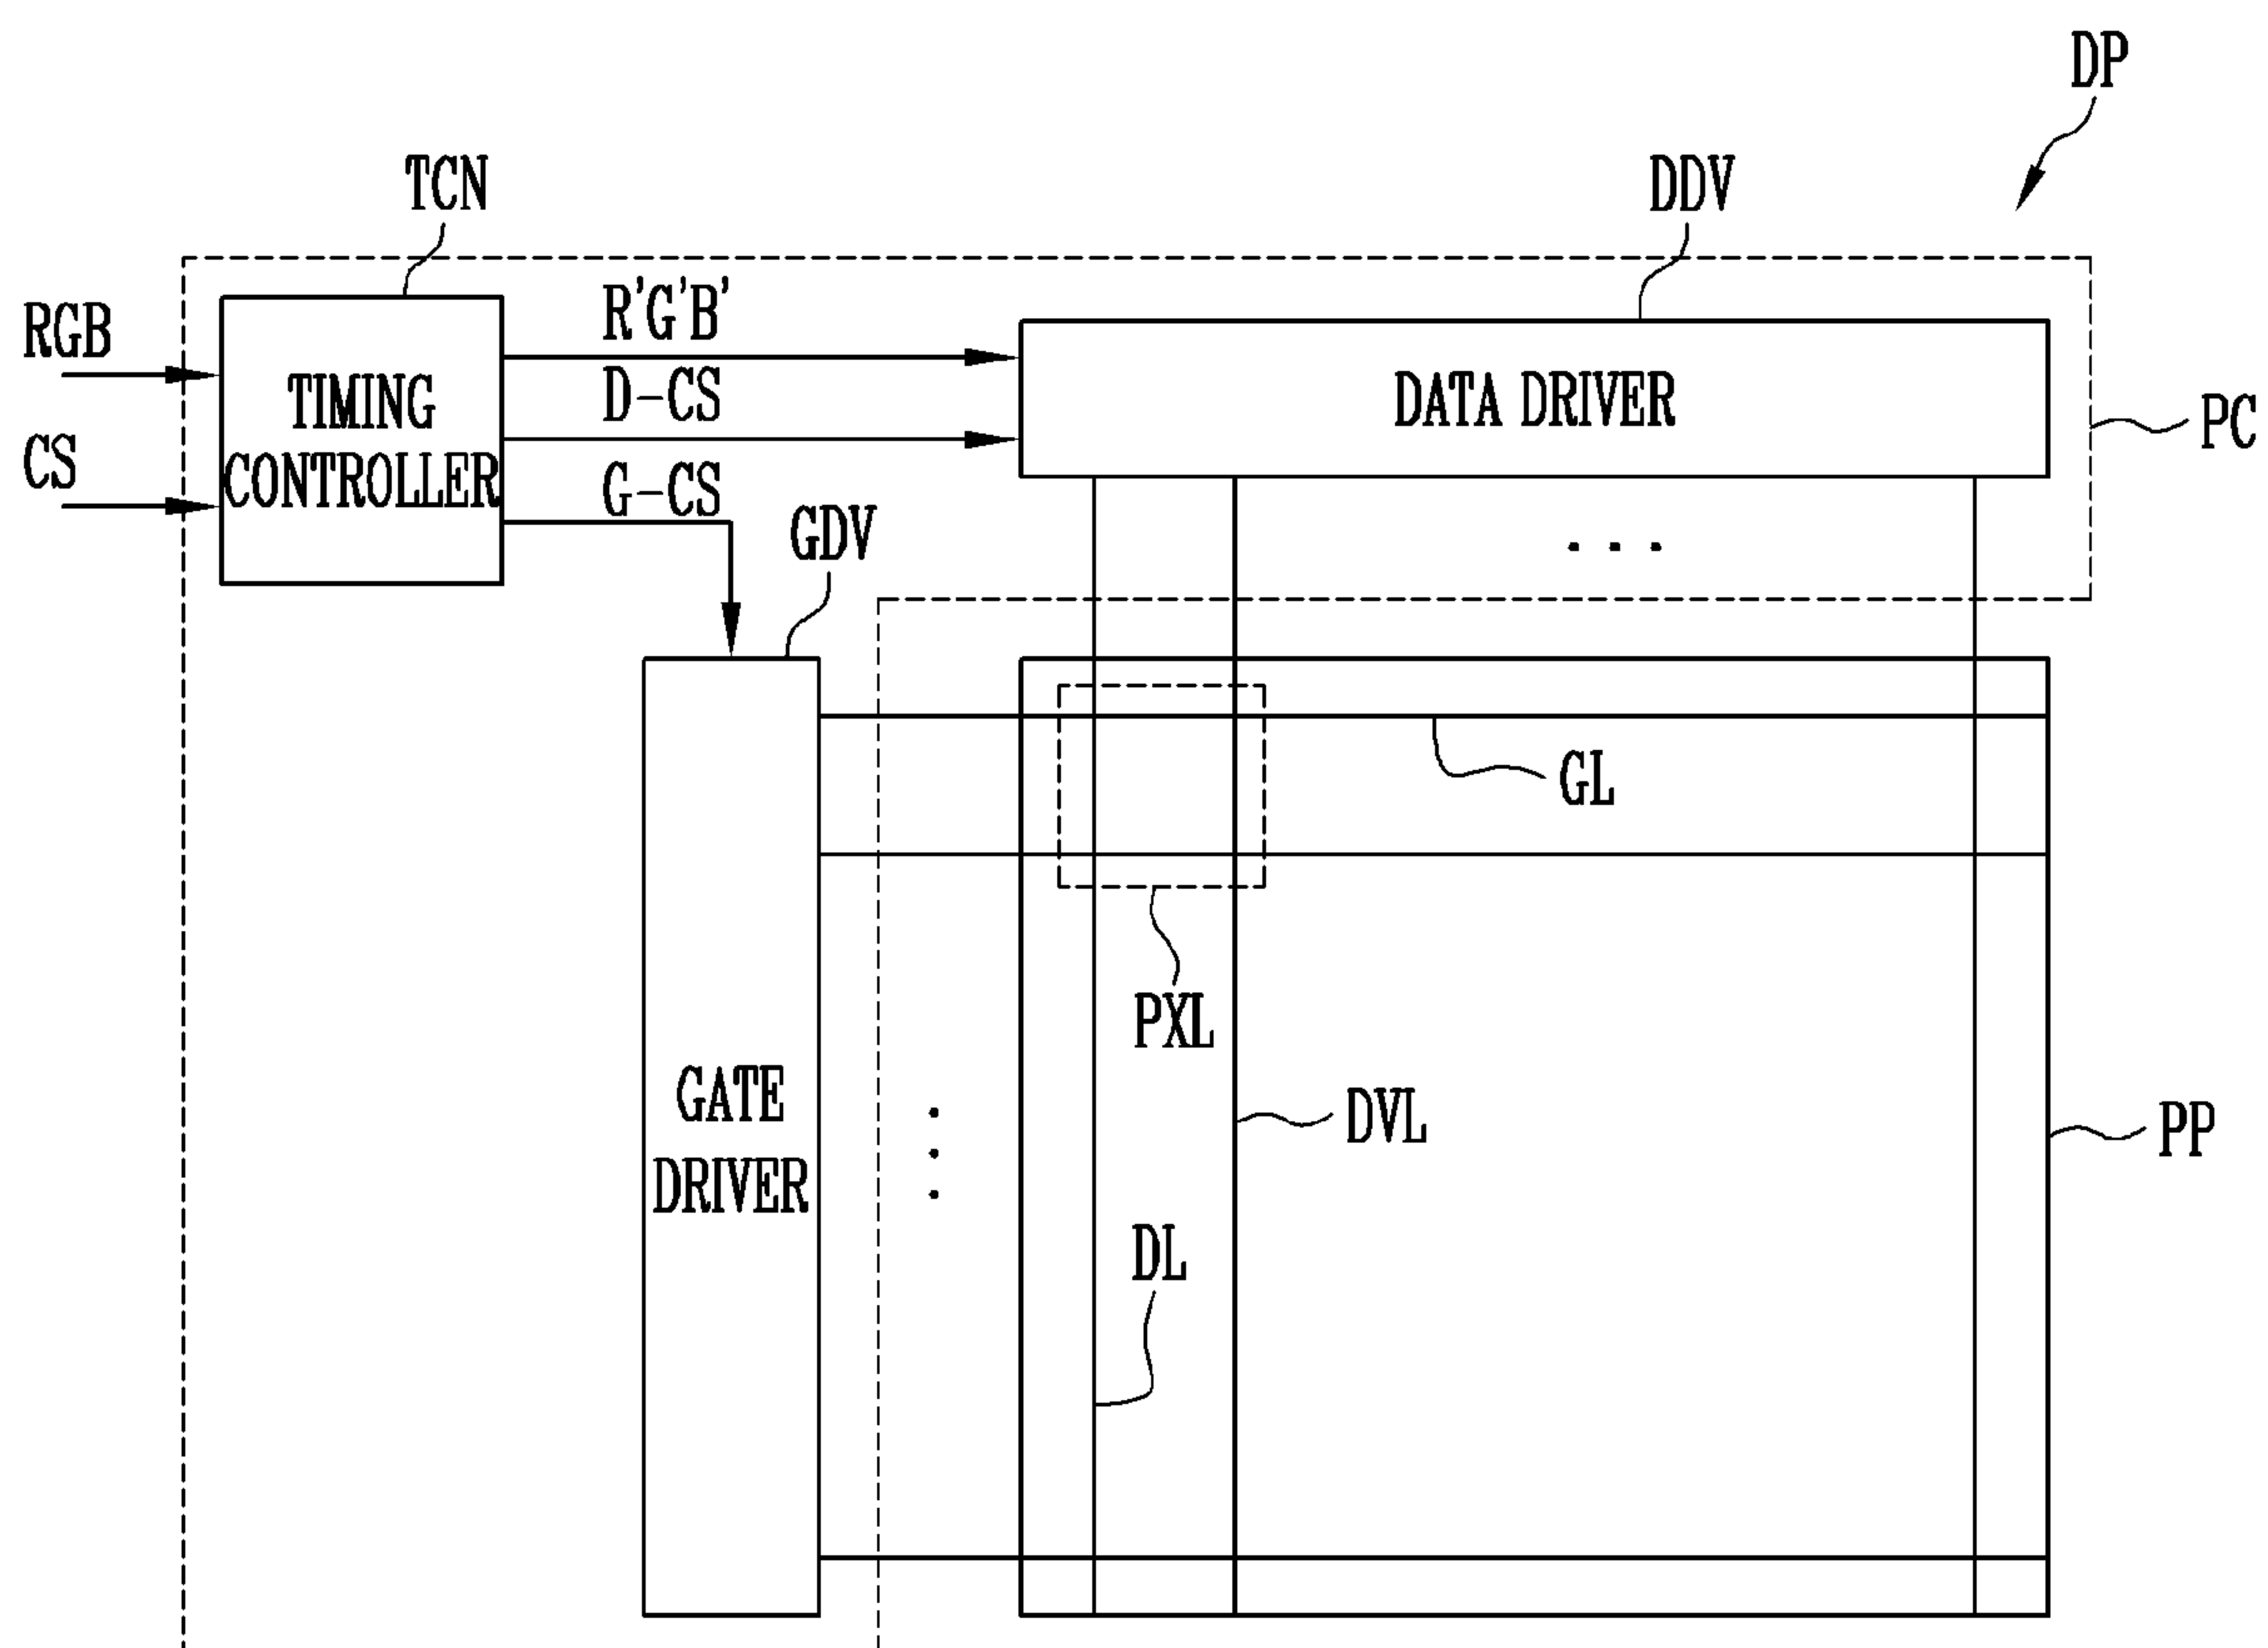 DP
TCN
DDV
RGB
R'G'B'
TIMING
CONTROLLER
D-CS
DATA DRIVER
PC
CS
G-CS
GDV
GL
PXL
GATE
DRIVER
DVL
PP
DL